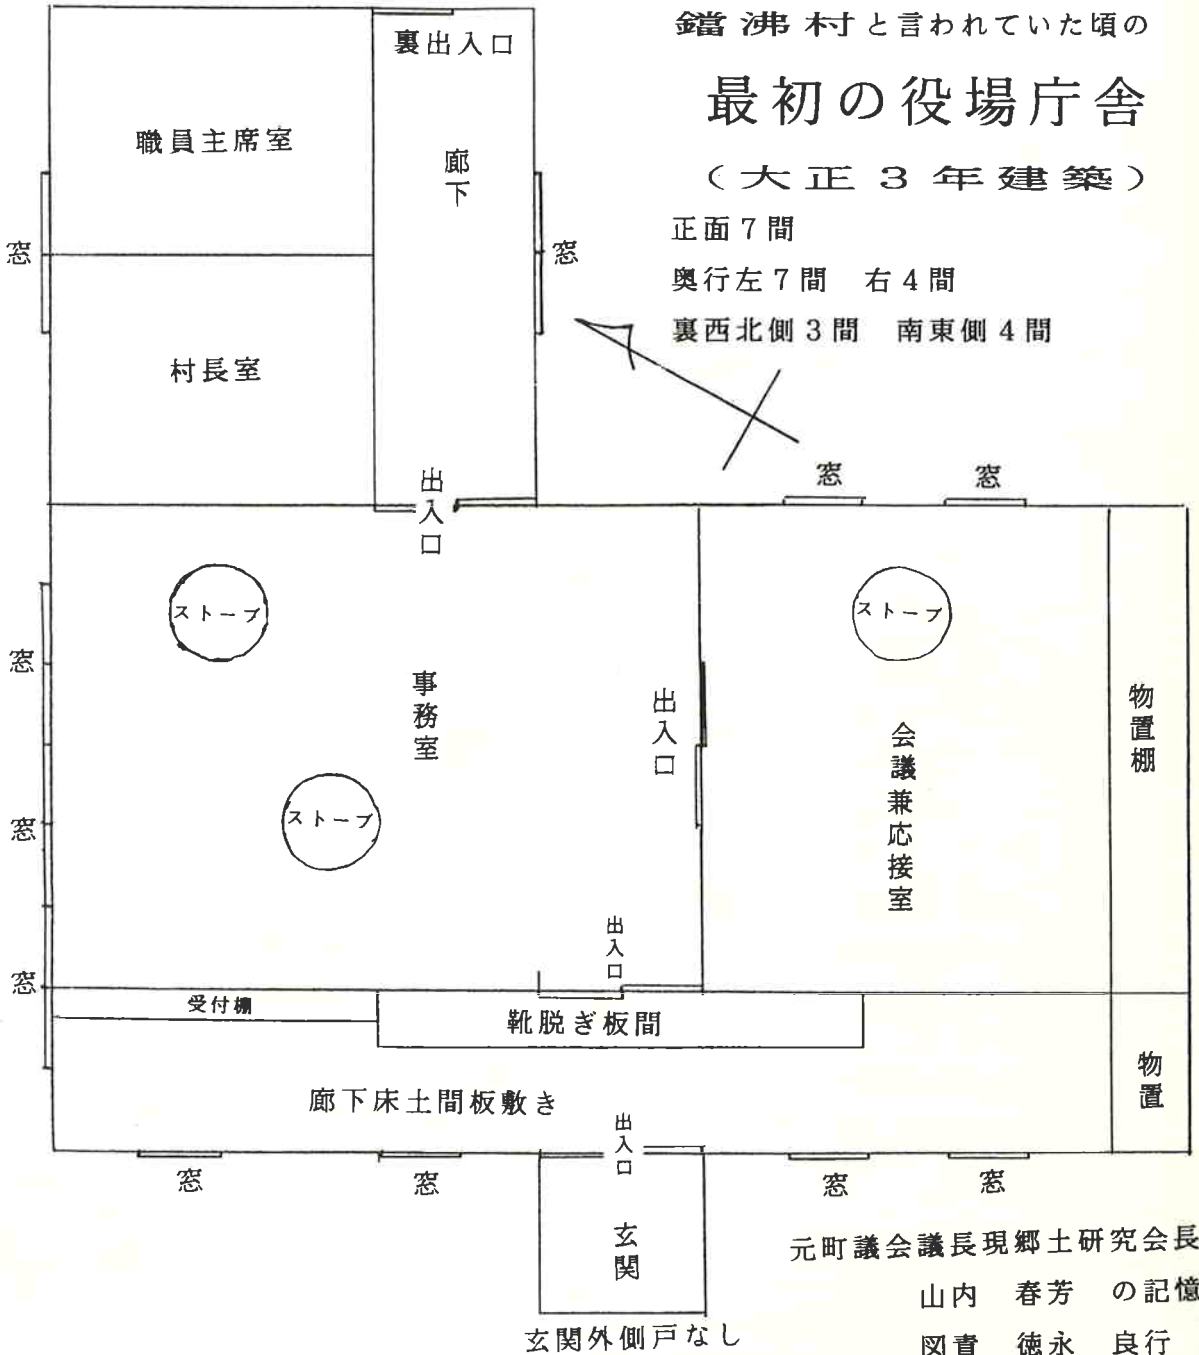 鐺沸村と言われていた頃の
最初の役場庁舎
（大正３年建築）
正面７間
奥行左７間　右４間
裏西北側３間　南東側４間
裏出入口
職員主席室
廊下
窓
窓
村長室
出入口
窓
窓
ストーブ
ストーブ
窓
事務室
出入口
会議兼応接室
物置棚
ストーブ
窓
出入口
窓
受付棚
靴脱ぎ板間
物置
廊下床土間板敷き
出入口
窓
窓
窓
窓
玄関
玄関外側戸なし
元町議会議長現郷土研究会長
山内　春芳　の記憶
図責　徳永　良行